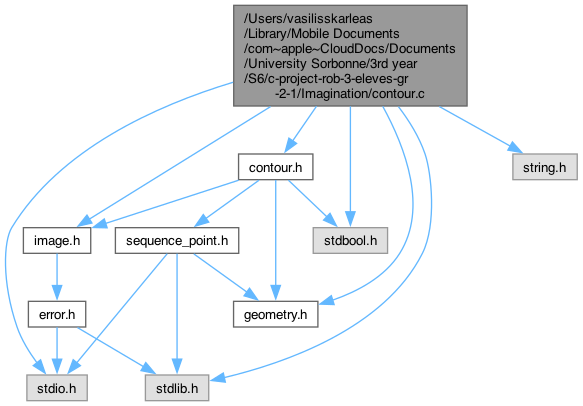 /Users/vasilisskarleas
/Library/Mobile Documents
/com~apple~CloudDocs/Documents
/University Sorbonne/3rd year
/S6/c-project-rob-3-eleves-gr
-2-1/Imagination/contour.c
contour.h
string.h
image.h
sequence_point.h
stdbool.h
error.h
geometry.h
stdio.h
stdlib.h